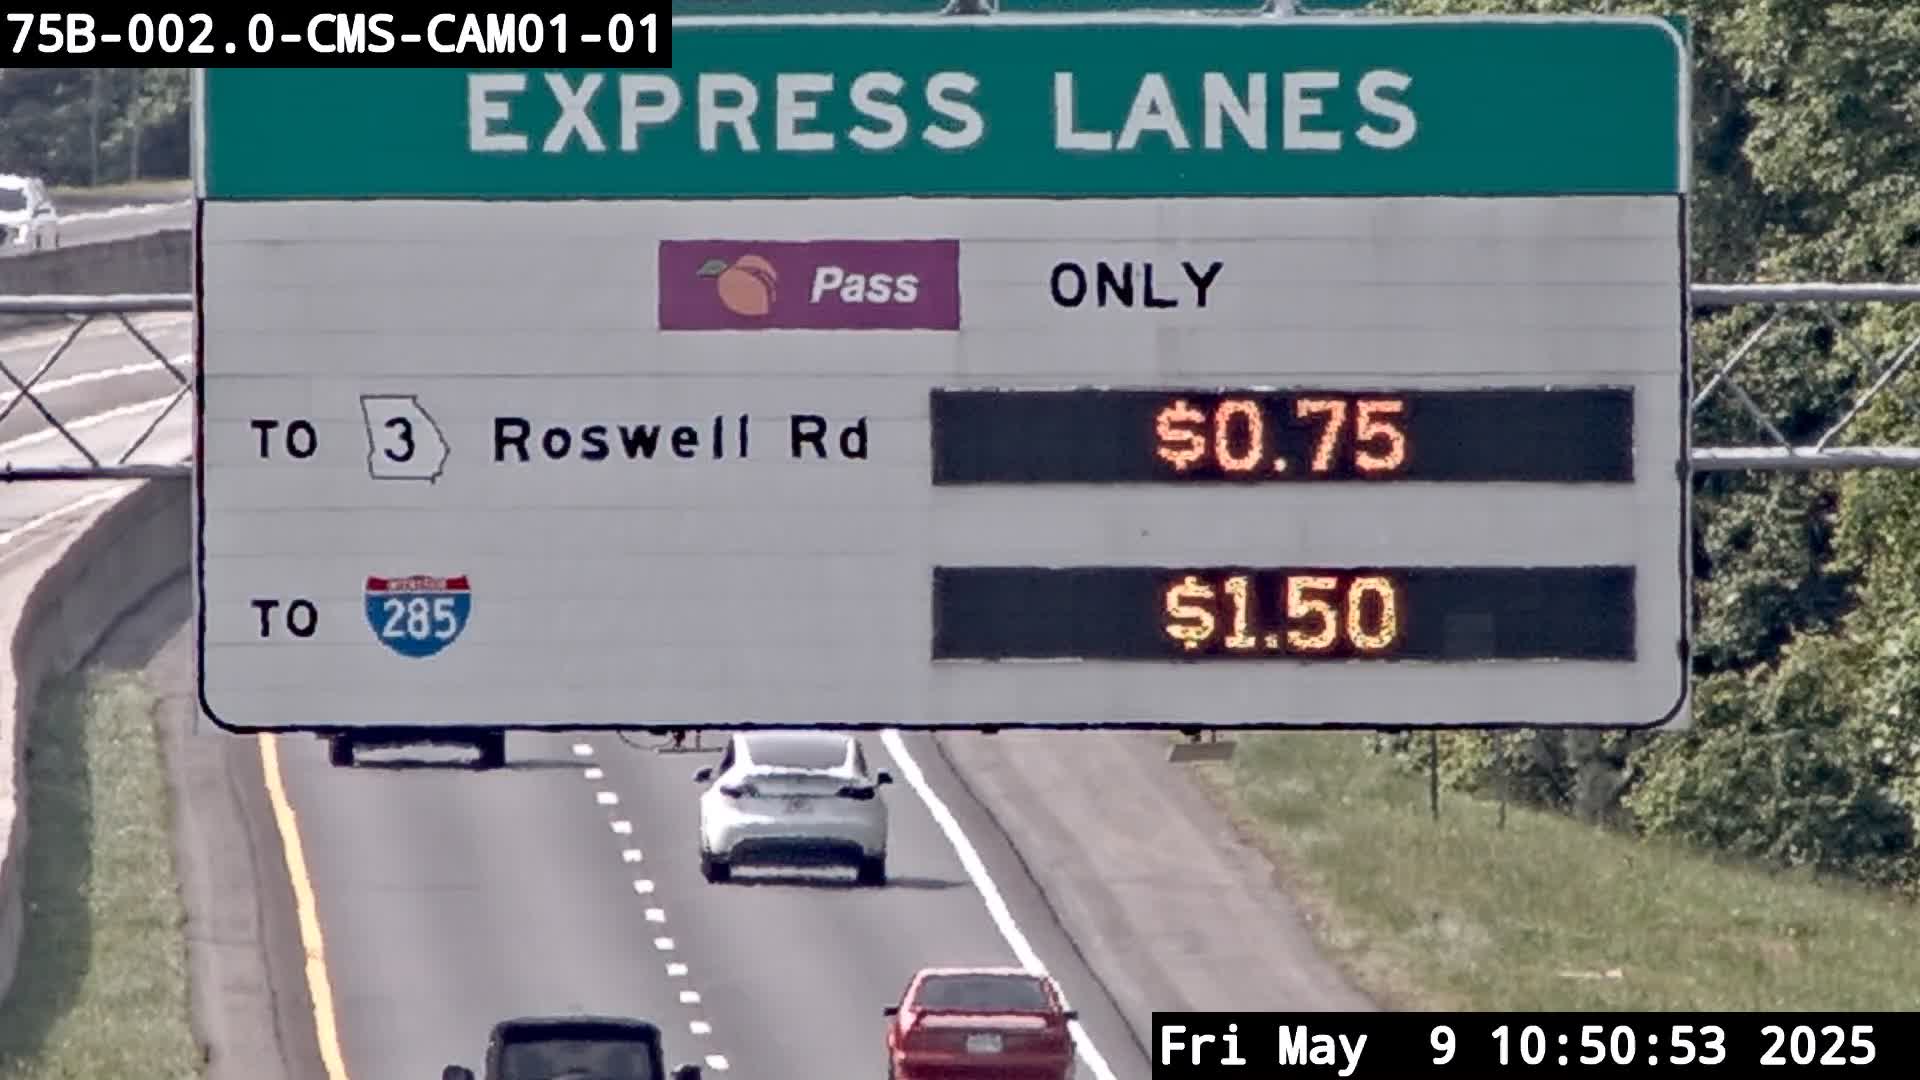 75B-002.0-CMS-CAM01-01
EXPRESS LANES
Pass ONLY
TO 3 Roswell Rd $0.75
TO INTERSTATE 285 $1.50
Fri May 9 10:50:53 2025